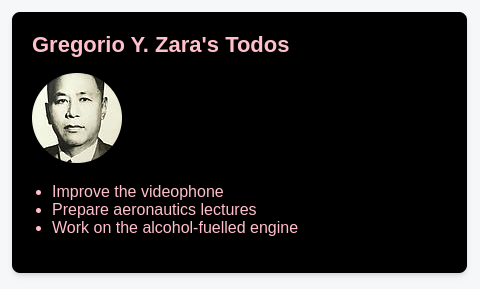 Gregorio Y. Zara's Todos
Improve the videophone
Prepare aeronautics lectures
Work on the alcohol-fuelled engine